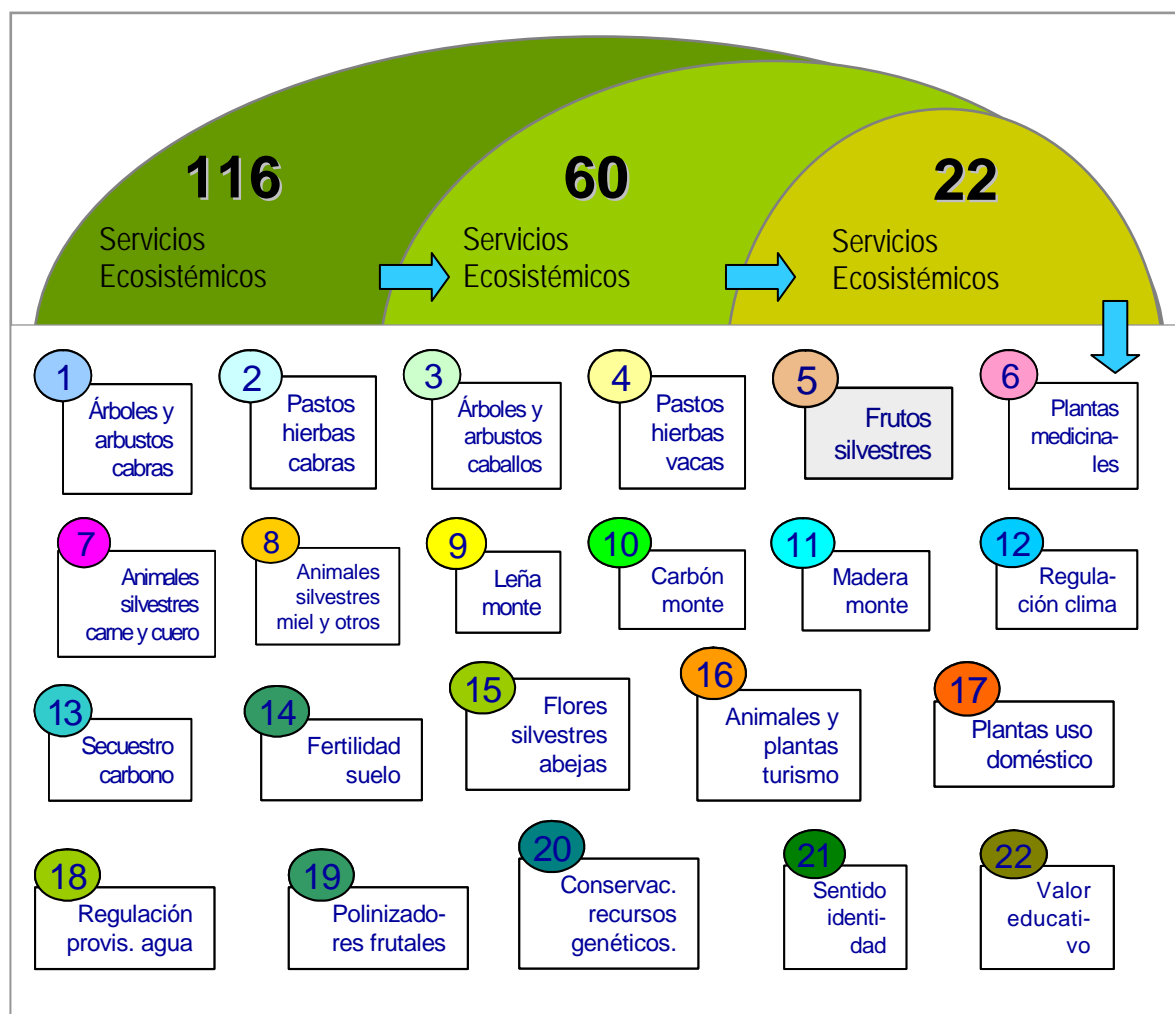 116
Servicios
Ecosistémicos
60
Servicios
Ecosistémicos
22
Servicios
Ecosistémicos
1
Árboles y
arbustos
cabras
2
Pastos
hierbas
cabras
3
Árboles y
arbustos
caballos
4
Pastos
hierbas
vacas
5
Frutos
silvestres
6
Plantas
medicina-
les
7
Animales
silvestres
carne y cuero
8
Animales
silvestres
miel y otros
9
Leña
monte
10
Carbón
monte
11
Madera
monte
12
Regula-
ción clima
13
Secuestro
carbono
14
Fertilidad
suelo
15
Flores
silvestres
abejas
16
Animales y
plantas
turismo
17
Plantas uso
doméstico
18
Regulación
provis. agua
19
Polinizado-
res frutales
20
Conservac.
recursos
genéticos.
21
Sentido
identi-
dad
22
Valor
educati-
vo